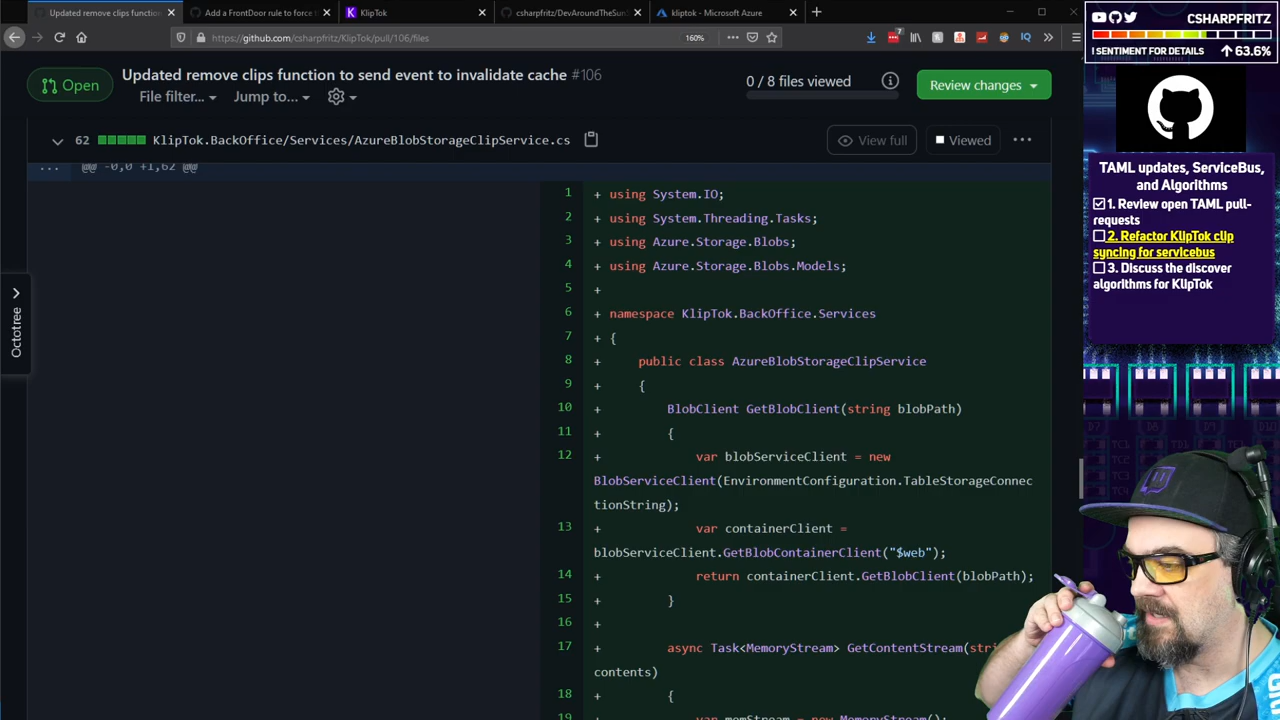 Updated remove clips function
Add a FrontDoor rule to force t
KlipTok
csharpfritz/DevAroundTheSun
kliptok - Microsoft Azure
https://github.com/csharpfritz/KlipTok/pull/106/files
160%
CSHARPFRITZ
! SENTIMENT FOR DETAILS
63.6%
Open
Updated remove clips function to send event to invalidate cache #106
File filter...
Jump to...
0 / 8 files viewed
Review changes
62 KlipTok.BackOffice/Services/AzureBlobStorageClipService.cs
View full
Viewed
... @@ -0,0 +1,62 @@
1 + using System.IO;
2 + using System.Threading.Tasks;
3 + using Azure.Storage.Blobs;
4 + using Azure.Storage.Blobs.Models;
5 +
6 + namespace KlipTok.BackOffice.Services
7 + {
8 + public class AzureBlobStorageClipService
9 + {
10 + BlobClient GetBlobClient(string blobPath)
11 + {
12 + var blobServiceClient = new
BlobServiceClient(EnvironmentConfiguration.TableStorageConnec
tionString);
13 + var containerClient =
blobServiceClient.GetBlobContainerClient("$web");
14 + return containerClient.GetBlobClient(blobPath);
15 + }
16 +
17 + async Task<MemoryStream> GetContentStream(stri
contents)
18 + {
19 + var memStream = new MemoryStream();
Octotree
TAML updates, ServiceBus,
and Algorithms
1. Review open TAML pull-
requests
2. Refactor KlipTok clip
syncing for servicebus
3. Discuss the discover
algorithms for KlipTok